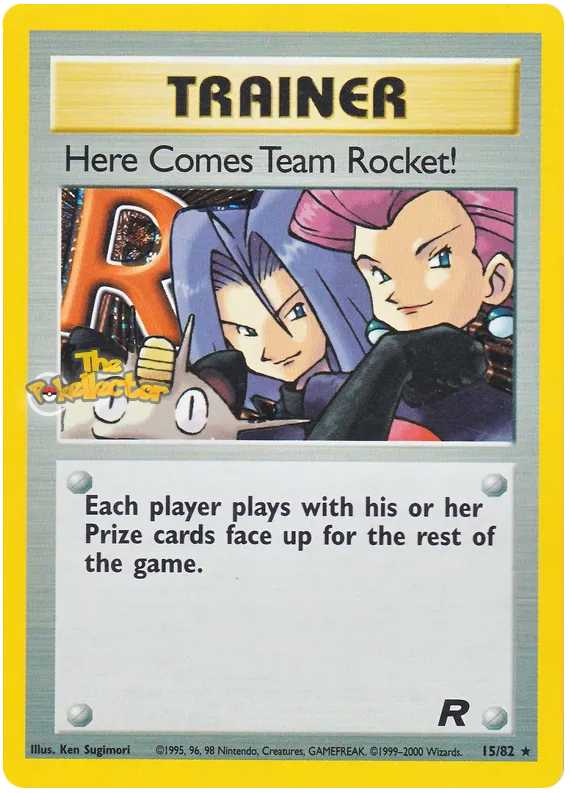 TRAINER
Here Comes Team Rocket!
R
The
Pokellector
Each player plays with his or her
Prize cards face up for the rest of
the game.
R
Illus. Ken Sugimori ©1995, 96, 98 Nintendo, Creatures, GAMEFREAK. ©1999–2000 Wizards. 15/82 ★